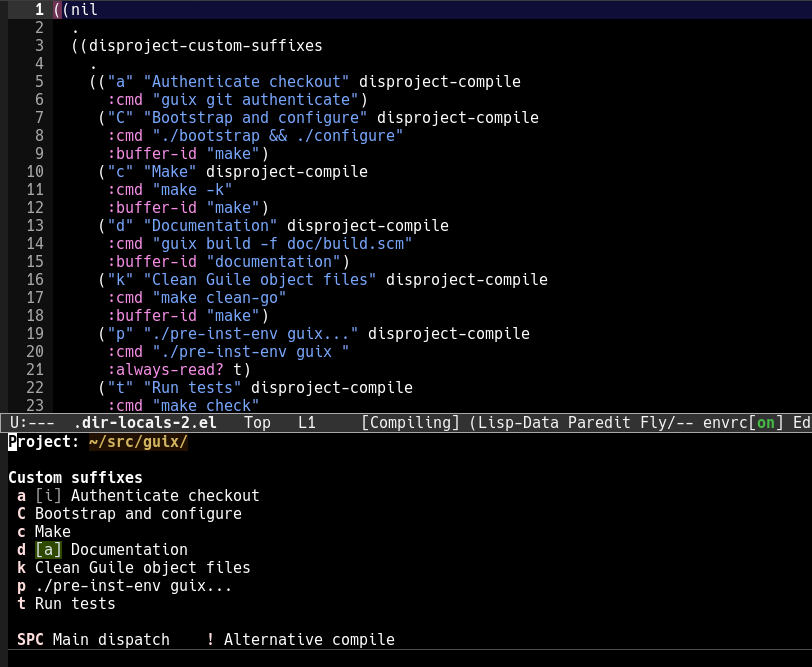 1 ((nil
2 .
3 ((disproject-custom-suffixes
4 .
5 (("a" "Authenticate checkout" disproject-compile
6 :cmd "guix git authenticate")
7 ("C" "Bootstrap and configure" disproject-compile
8 :cmd "./bootstrap && ./configure"
9 :buffer-id "make")
10 ("c" "Make" disproject-compile
11 :cmd "make -k"
12 :buffer-id "make")
13 ("d" "Documentation" disproject-compile
14 :cmd "guix build -f doc/build.scm"
15 :buffer-id "documentation")
16 ("k" "Clean Guile object files" disproject-compile
17 :cmd "make clean-go"
18 :buffer-id "make")
19 ("p" "./pre-inst-env guix..." disproject-compile
20 :cmd "./pre-inst-env guix "
21 :always-read? t)
22 ("t" "Run tests" disproject-compile
23 :cmd "make check"
U:--- .dir-locals-2.el Top L1 [Compiling] (Lisp-Data Paredit Fly/-- envrc[on] Ed
Project: ~/src/guix/
Custom suffixes
a [i] Authenticate checkout
C Bootstrap and configure
c Make
d [a] Documentation
k Clean Guile object files
p ./pre-inst-env guix...
t Run tests
SPC Main dispatch ! Alternative compile